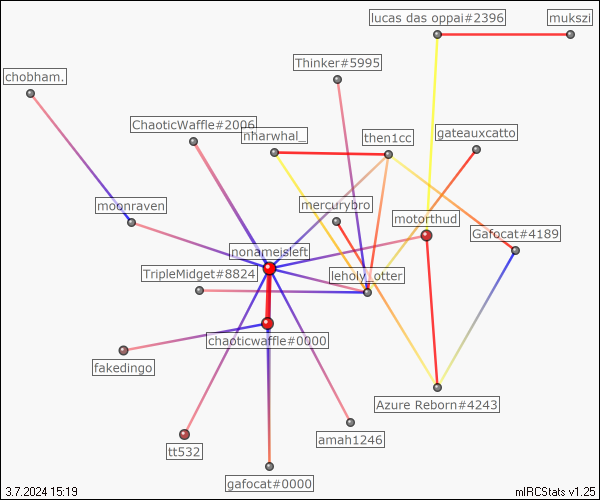 lucas das oppai#2396
mukszi
Thinker#5995
chobham.
ChaoticWaffle#2006
nharwhal_
then1cc
gateauxcatto
moonraven
mercurybro
motorthud
Gafocat#4189
nonameisleft
TripleMidget#8824
leholy_otter
chaoticwaffle#0000
fakedingo
Azure Reborn#4243
tt532
amah1246
gafocat#0000
3.7.2024 15:19
mIRCStats v1.25